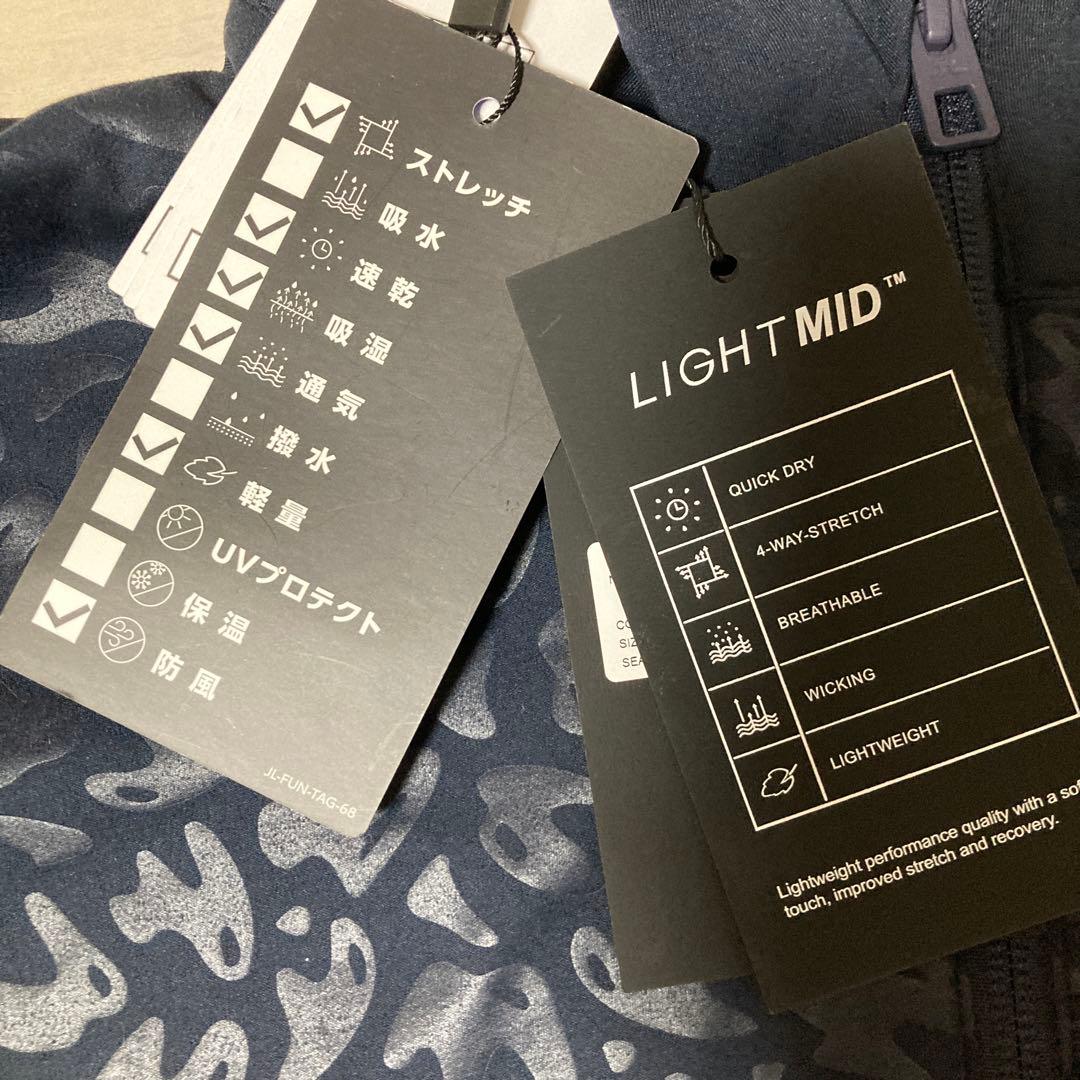 ストレッチ
吸水
速乾
吸湿
通気
撥水
軽量
UVプロテクト
保温
防風
JL-FUN-TAG-68
LIGHTMID™
QUICK DRY
4-WAY-STRETCH
BREATHABLE
WICKING
LIGHTWEIGHT
Lightweight performance quality with a
touch, improved stretch and recovery.